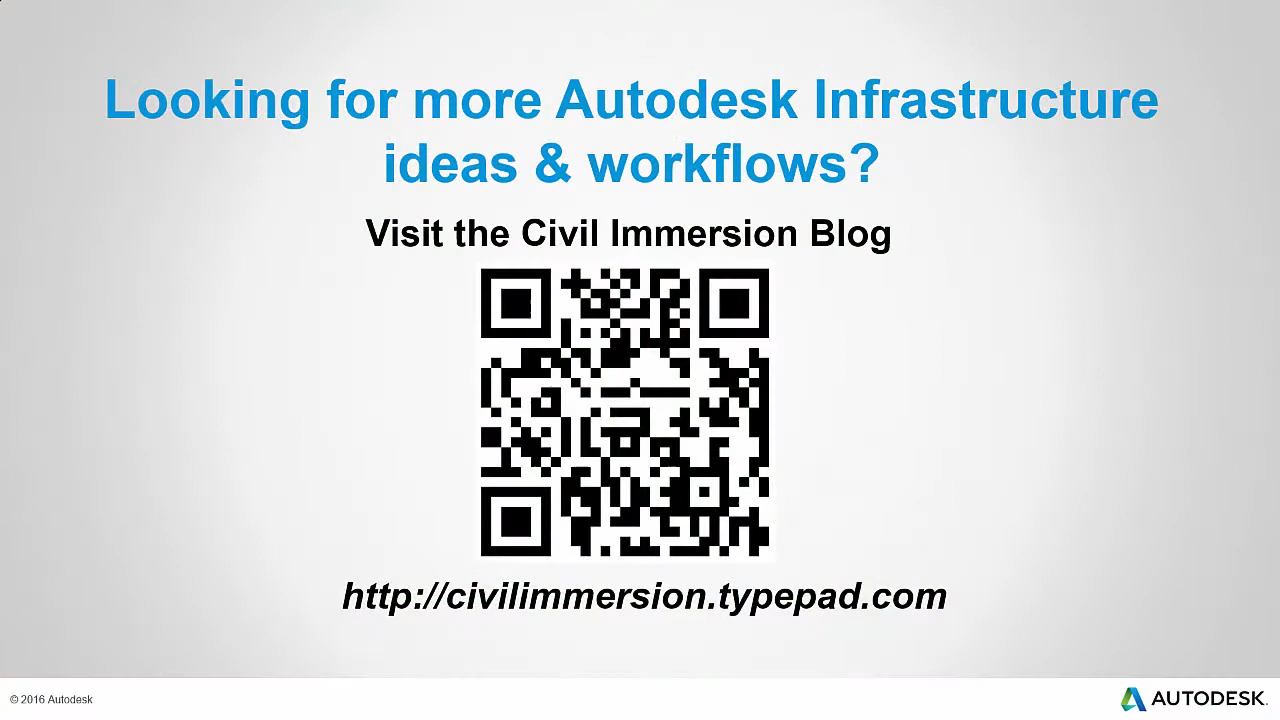 Looking for more Autodesk Infrastructure
ideas & workflows?
Visit the Civil Immersion Blog
http://civilimmersion.typepad.com
© 2016 Autodesk
AUTODESK.